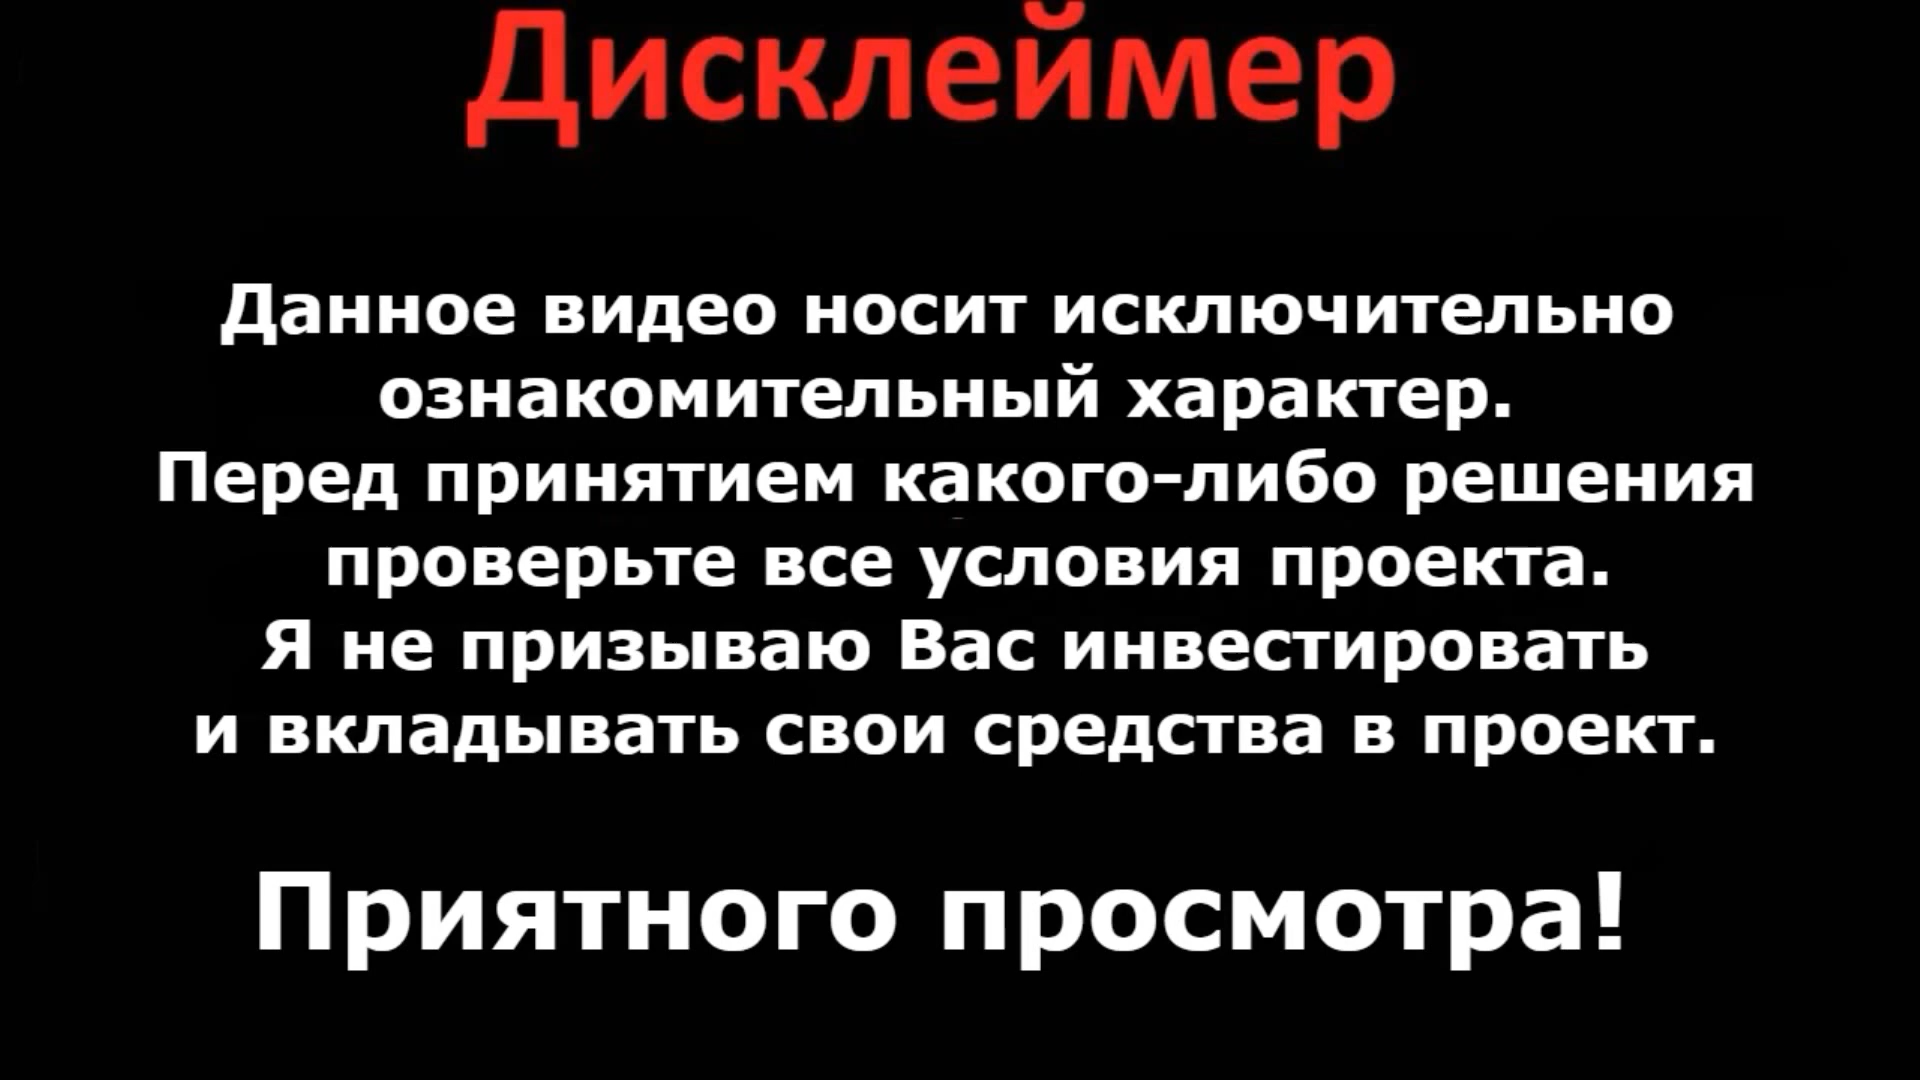 Дисклеймер
Данное видео носит исключительно
ознакомительный характер.
Перед принятием какого-либо решения
проверьте все условия проекта.
Я не призываю Вас инвестировать
и вкладывать свои средства в проект.
Приятного просмотра!